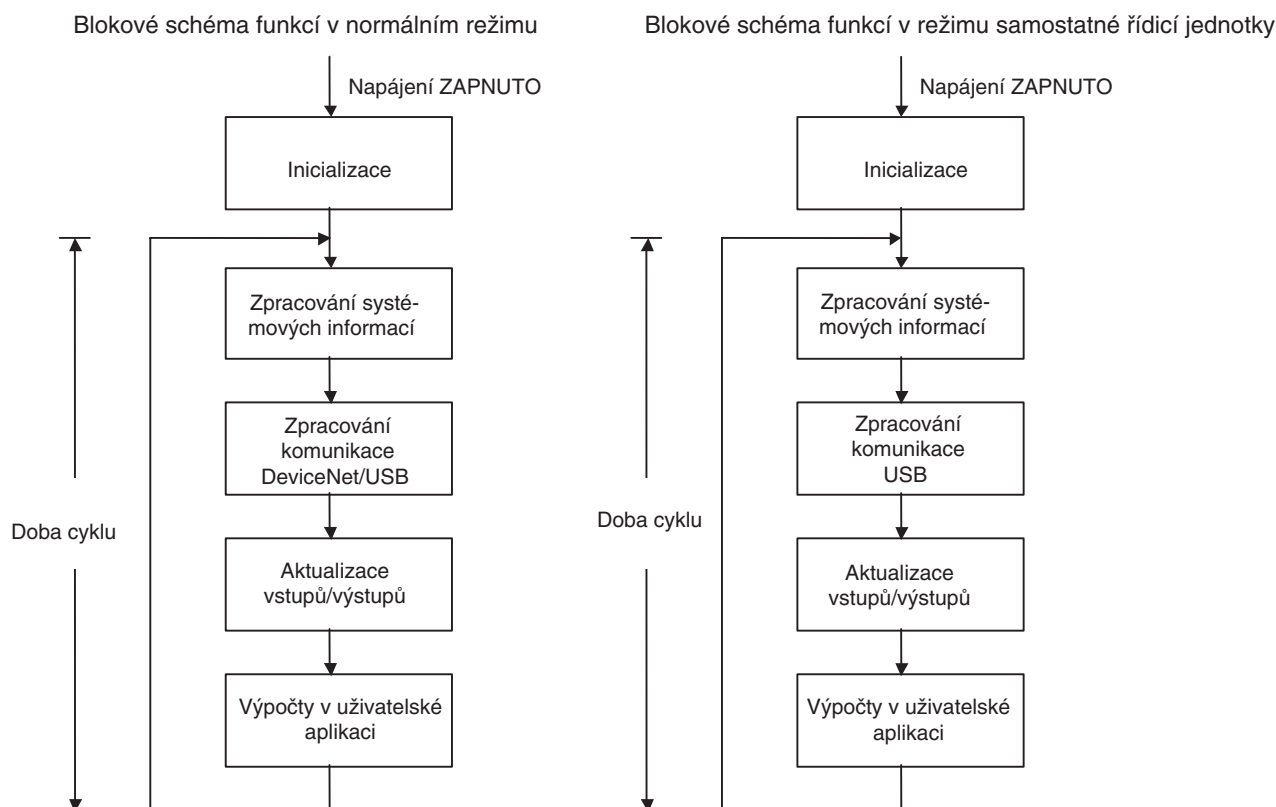 Blokové schéma funkcí v normálním režimu
Napájení ZAPNUTO
Inicializace
Zpracování systé-
mových informací
Zpracování
komunikace
DeviceNet/USB
Doba cyklu
Aktualizace
vstupů/výstupů
Výpočty v uživatelské
aplikaci
Blokové schéma funkcí v režimu samostatné řídicí jednotky
Napájení ZAPNUTO
Inicializace
Zpracování systé-
mových informací
Zpracování
komunikace
USB
Doba cyklu
Aktualizace
vstupů/výstupů
Výpočty v uživatelské
aplikaci